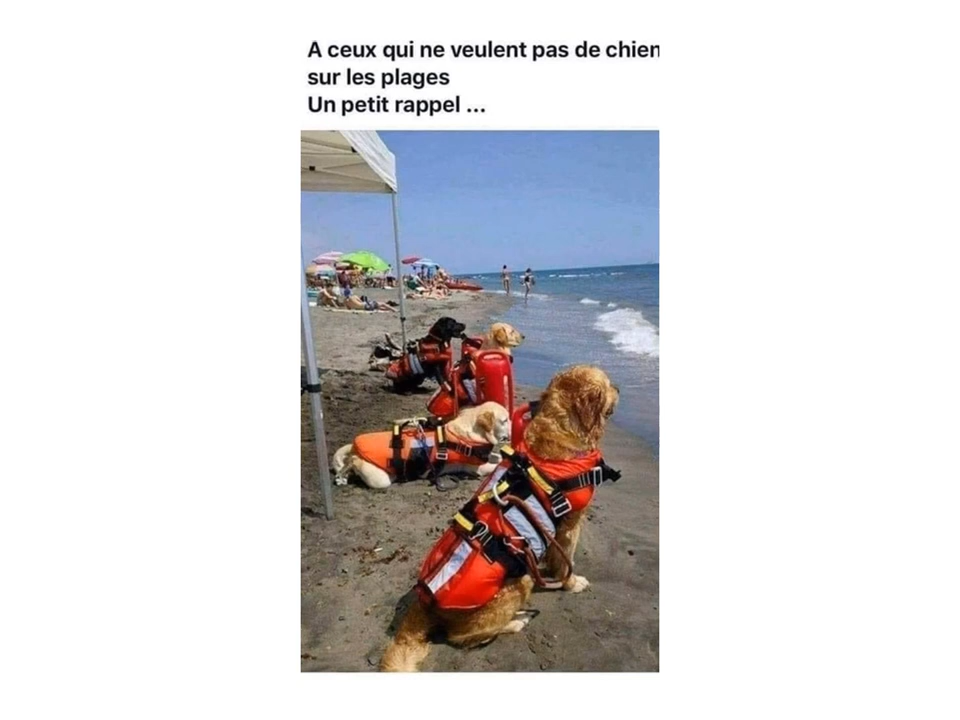 A ceux qui ne veulent pas de chien
sur les plages
Un petit rappel ...